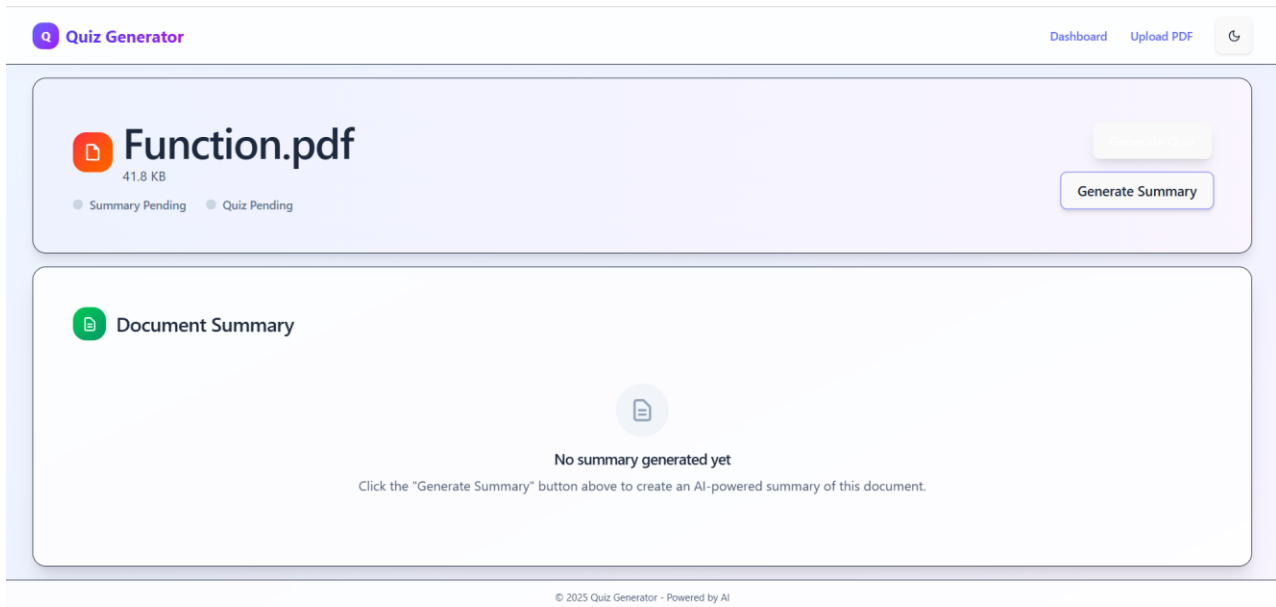 Q Quiz Generator
Dashboard Upload PDF
Function.pdf
41.8 KB
Summary Pending Quiz Pending
Generate Quiz
Generate Summary
Document Summary
No summary generated yet
Click the "Generate Summary" button above to create an AI-powered summary of this document.
© 2025 Quiz Generator - Powered by AI